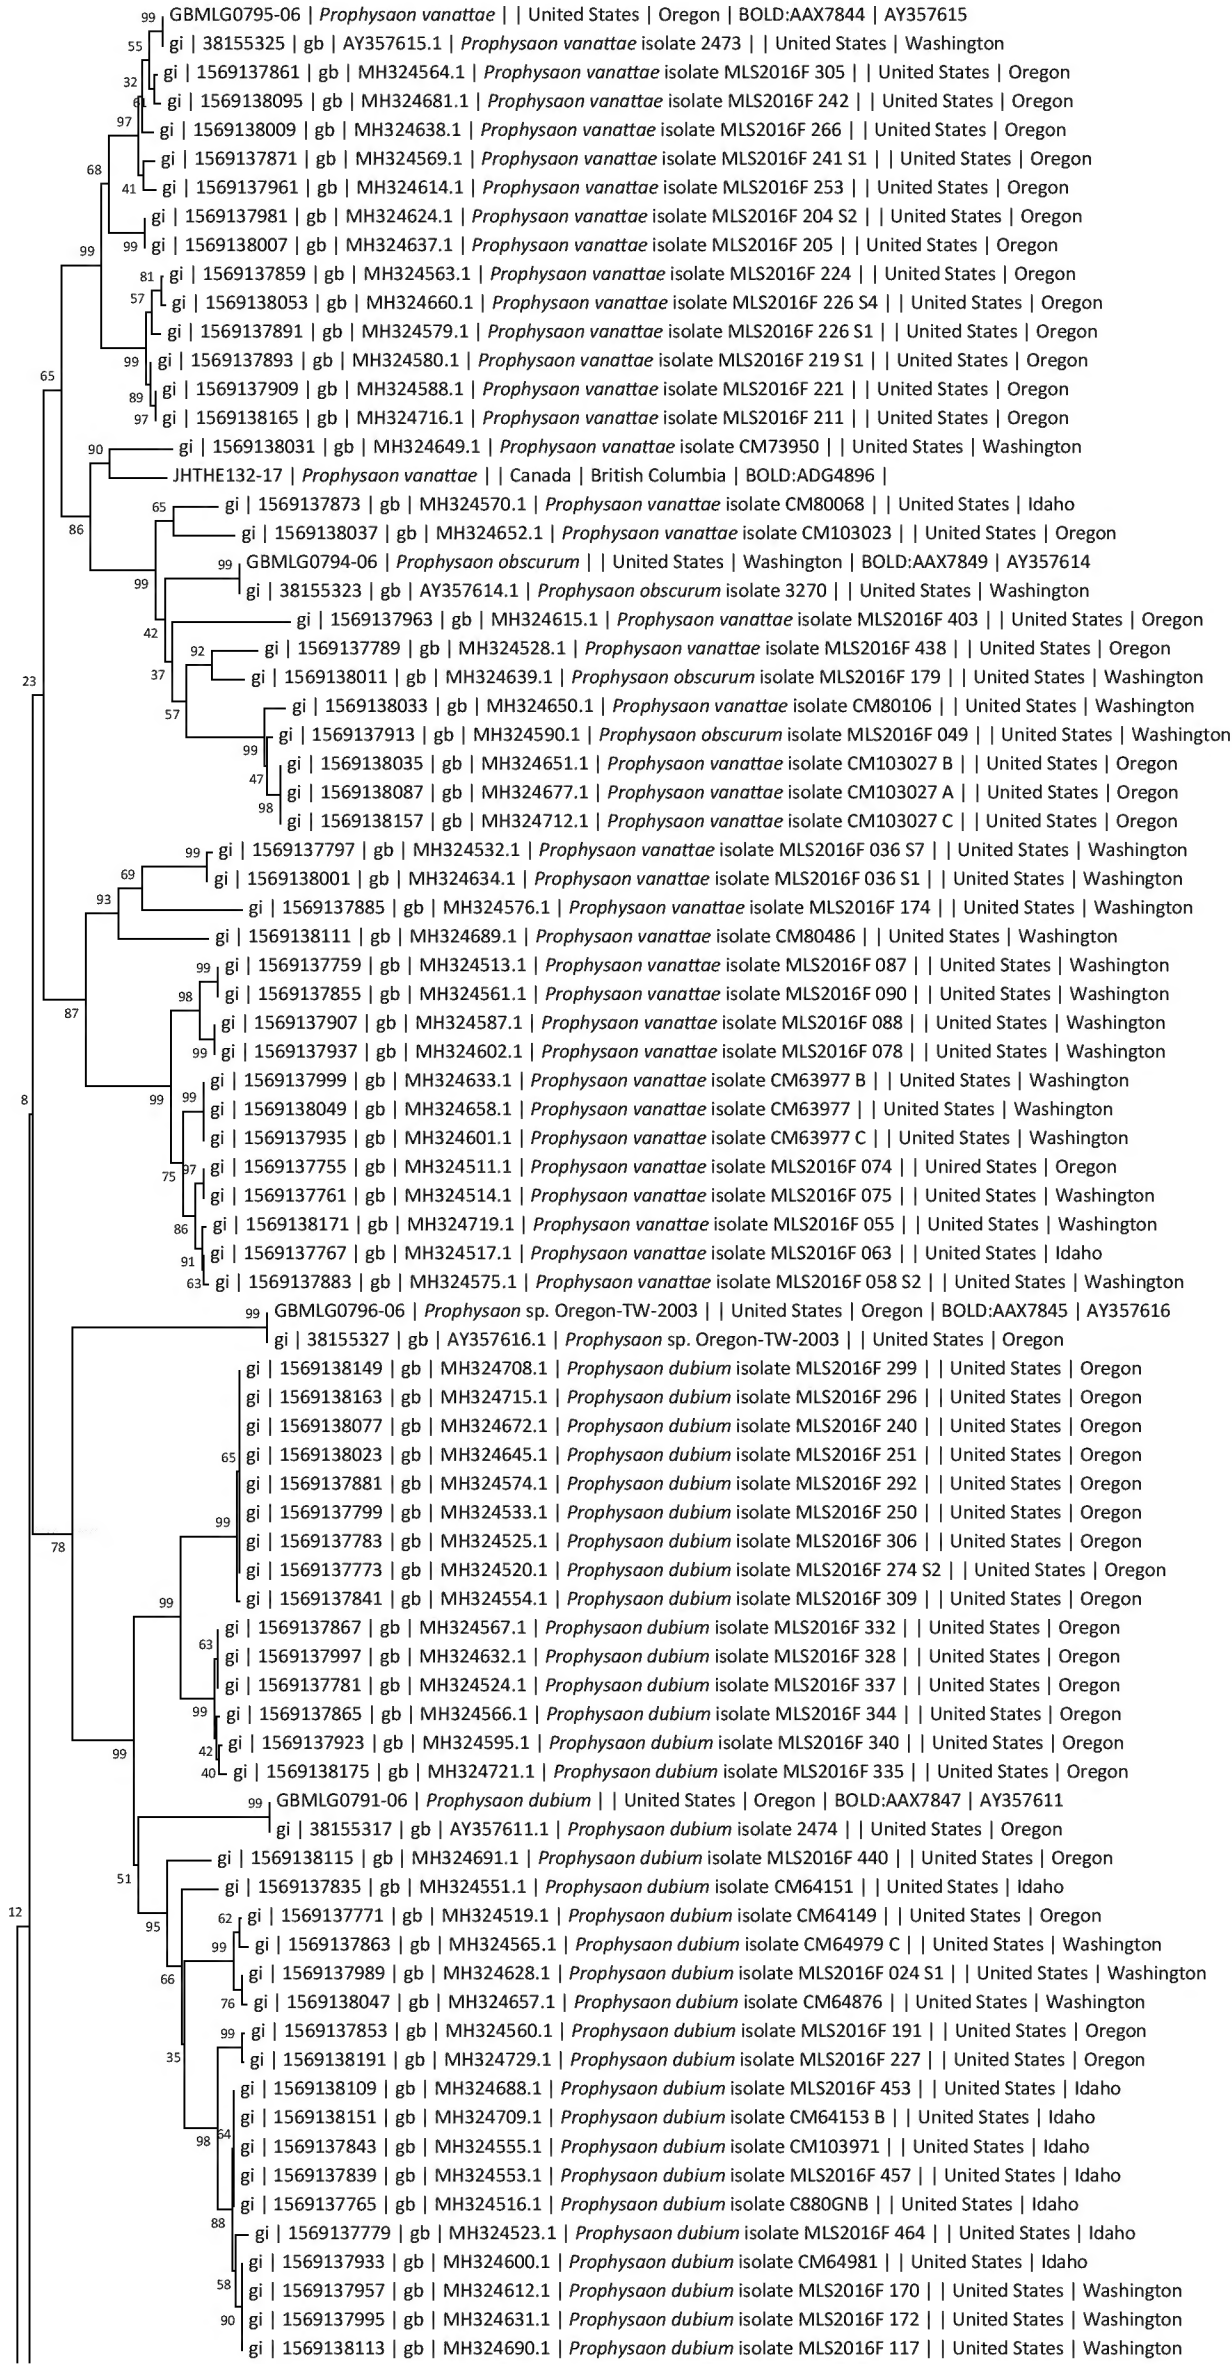 GBMLG0795-06 | Prophysaon vanattae | | United States | Oregon | BOLD:AAX7844 | AY357615
gi | 38155325 | gb | AY357615.1 | Prophysaon vanattae isolate 2473 | | United States | Washington
gi | 1569137861 | gb | MH324564.1 | Prophysaon vanattae isolate MLS2016F 305 | | United States | Oregon
gi | 1569138095 | gb | MH324681.1 | Prophysaon vanattae isolate MLS2016F 242 | | United States | Oregon
gi | 1569138009 | gb | MH324638.1 | Prophysaon vanattae isolate MLS2016F 266 | | United States | Oregon
gi | 1569137871 | gb | MH324569.1 | Prophysaon vanattae isolate MLS2016F 241 S1 | | United States | Oregon
gi | 1569137961 | gb | MH324614.1 | Prophysaon vanattae isolate MLS2016F 253 | | United States | Oregon
gi | 1569137981 | gb | MH324624.1 | Prophysaon vanattae isolate MLS2016F 204 S2 | | United States | Oregon
gi | 1569138007 | gb | MH324637.1 | Prophysaon vanattae isolate MLS2016F 205 | | United States | Oregon
gi | 1569137859 | gb | MH324563.1 | Prophysaon vanattae isolate MLS2016F 224 | | United States | Oregon
gi | 1569138053 | gb | MH324660.1 | Prophysaon vanattae isolate MLS2016F 226 S4 | | United States | Oregon
gi | 1569137891 | gb | MH324579.1 | Prophysaon vanattae isolate MLS2016F 226 S1 | | United States | Oregon
gi | 1569137893 | gb | MH324580.1 | Prophysaon vanattae isolate MLS2016F 219 S1 | | United States | Oregon
gi | 1569137909 | gb | MH324588.1 | Prophysaon vanattae isolate MLS2016F 221 | | United States | Oregon
gi | 1569138165 | gb | MH324716.1 | Prophysaon vanattae isolate MLS2016F 211 | | United States | Oregon
gi | 1569138031 | gb | MH324649.1 | Prophysaon vanattae isolate CM73950 | | United States | Washington
JHTHE132-17 | Prophysaon vanattae | | Canada | British Columbia | BOLD:ADG4896 |
gi | 1569137873 | gb | MH324570.1 | Prophysaon vanattae isolate CM80068 | | United States | Idaho
gi | 1569138037 | gb | MH324652.1 | Prophysaon vanattae isolate CM103023 | | United States | Oregon
GBMLG0794-06 | Prophysaon obscurum | | United States | Washington | BOLD:AAX7849 | AY357614
gi | 38155323 | gb | AY357614.1 | Prophysaon obscurum isolate 3270 | | United States | Washington
gi | 1569137963 | gb | MH324615.1 | Prophysaon vanattae isolate MLS2016F 403 | | United States | Oregon
gi | 1569137789 | gb | MH324528.1 | Prophysaon vanattae isolate MLS2016F 438 | | United States | Oregon
gi | 1569138011 | gb | MH324639.1 | Prophysaon obscurum isolate MLS2016F 179 | | United States | Washington
gi | 1569138033 | gb | MH324650.1 | Prophysaon vanattae isolate CM80106 | | United States | Washington
gi | 1569137913 | gb | MH324590.1 | Prophysaon obscurum isolate MLS2016F 049 | | United States | Washington
gi | 1569138035 | gb | MH324651.1 | Prophysaon vanattae isolate CM103027 B | | United States | Oregon
gi | 1569138087 | gb | MH324677.1 | Prophysaon vanattae isolate CM103027 A | | United States | Oregon
gi | 1569138157 | gb | MH324712.1 | Prophysaon vanattae isolate CM103027 C | | United States | Oregon
gi | 1569137797 | gb | MH324532.1 | Prophysaon vanattae isolate MLS2016F 036 S7 | | United States | Washington
gi | 1569138001 | gb | MH324634.1 | Prophysaon vanattae isolate MLS2016F 036 S1 | | United States | Washington
gi | 1569137885 | gb | MH324576.1 | Prophysaon vanattae isolate MLS2016F 174 | | United States | Washington
gi | 1569138111 | gb | MH324689.1 | Prophysaon vanattae isolate CM80486 | | United States | Washington
gi | 1569137759 | gb | MH324513.1 | Prophysaon vanattae isolate MLS2016F 087 | | United States | Washington
gi | 1569137855 | gb | MH324561.1 | Prophysaon vanattae isolate MLS2016F 090 | | United States | Washington
gi | 1569137907 | gb | MH324587.1 | Prophysaon vanattae isolate MLS2016F 088 | | United States | Washington
gi | 1569137937 | gb | MH324602.1 | Prophysaon vanattae isolate MLS2016F 078 | | United States | Washington
gi | 1569137999 | gb | MH324633.1 | Prophysaon vanattae isolate CM63977 B | | United States | Washington
gi | 1569138049 | gb | MH324658.1 | Prophysaon vanattae isolate CM63977 | | United States | Washington
gi | 1569137935 | gb | MH324601.1 | Prophysaon vanattae isolate CM63977 C | | United States | Washington
gi | 1569137755 | gb | MH324511.1 | Prophysaon vanattae isolate MLS2016F 074 | | Unired States | Oregon
gi | 1569137761 | gb | MH324514.1 | Prophysaon vanattae isolate MLS2016F 075 | | United States | Washington
gi | 1569138171 | gb | MH324719.1 | Prophysaon vanattae isolate MLS2016F 055 | | United States | Washington
gi | 1569137767 | gb | MH324517.1 | Prophysaon vanattae isolate MLS2016F 063 | | United States | Idaho
gi | 1569137883 | gb | MH324575.1 | Prophysaon vanattae isolate MLS2016F 058 S2 | | United States | Washington
GBMLG0796-06 | Prophysaon sp. Oregon-TW-2003 | | United States | Oregon | BOLD:AAX7845 | AY357616
gi | 38155327 | gb | AY357616.1 | Prophysaon sp. Oregon-TW-2003 | | United States | Oregon
gi | 1569138149 | gb | MH324708.1 | Prophysaon dubium isolate MLS2016F 299 | | United States | Oregon
gi | 1569138163 | gb | MH324715.1 | Prophysaon dubium isolate MLS2016F 296 | | United States | Oregon
gi | 1569138077 | gb | MH324672.1 | Prophysaon dubium isolate MLS2016F 240 | | United States | Oregon
gi | 1569138023 | gb | MH324645.1 | Prophysaon dubium isolate MLS2016F 251 | | United States | Oregon
gi | 1569137881 | gb | MH324574.1 | Prophysaon dubium isolate MLS2016F 292 | | United States | Oregon
gi | 1569137799 | gb | MH324533.1 | Prophysaon dubium isolate MLS2016F 250 | | United States | Oregon
gi | 1569137783 | gb | MH324525.1 | Prophysaon dubium isolate MLS2016F 306 | | United States | Oregon
gi | 1569137773 | gb | MH324520.1 | Prophysaon dubium isolate MLS2016F 274 S2 | | United States | Oregon
gi | 1569137841 | gb | MH324554.1 | Prophysaon dubium isolate MLS2016F 309 | | United States | Oregon
gi | 1569137867 | gb | MH324567.1 | Prophysaon dubium isolate MLS2016F 332 | | United States | Oregon
gi | 1569137997 | gb | MH324632.1 | Prophysaon dubium isolate MLS2016F 328 | | United States | Oregon
gi | 1569137781 | gb | MH324524.1 | Prophysaon dubium isolate MLS2016F 337 | | United States | Oregon
gi | 1569137865 | gb | MH324566.1 | Prophysaon dubium isolate MLS2016F 344 | | United States | Oregon
gi | 1569137923 | gb | MH324595.1 | Prophysaon dubium isolate MLS2016F 340 | | United States | Oregon
gi | 1569138175 | gb | MH324721.1 | Prophysaon dubium isolate MLS2016F 335 | | United States | Oregon
GBMLG0791-06 | Prophysaon dubium | | United States | Oregon | BOLD:AAX7847 | AY357611
gi | 38155317 | gb | AY357611.1 | Prophysaon dubium isolate 2474 | | United States | Oregon
gi | 1569138115 | gb | MH324691.1 | Prophysaon dubium isolate MLS2016F 440 | | United States | Oregon
gi | 1569137835 | gb | MH324551.1 | Prophysaon dubium isolate CM64151 | | United States | Idaho
gi | 1569137771 | gb | MH324519.1 | Prophysaon dubium isolate CM64149 | | United States | Oregon
gi | 1569137863 | gb | MH324565.1 | Prophysaon dubium isolate CM64979 C | | United States | Washington
gi | 1569137989 | gb | MH324628.1 | Prophysaon dubium isolate MLS2016F 024 S1 | | United States | Washington
gi | 1569138047 | gb | MH324657.1 | Prophysaon dubium isolate CM64876 | | United States | Washington
gi | 1569137853 | gb | MH324560.1 | Prophysaon dubium isolate MLS2016F 191 | | United States | Oregon
gi | 1569138191 | gb | MH324729.1 | Prophysaon dubium isolate MLS2016F 227 | | United States | Oregon
gi | 1569138109 | gb | MH324688.1 | Prophysaon dubium isolate MLS2016F 453 | | United States | Idaho
gi | 1569138151 | gb | MH324709.1 | Prophysaon dubium isolate CM64153 B | | United States | Idaho
gi | 1569137843 | gb | MH324555.1 | Prophysaon dubium isolate CM103971 | | United States | Idaho
gi | 1569137839 | gb | MH324553.1 | Prophysaon dubium isolate MLS2016F 457 | | United States | Idaho
gi | 1569137765 | gb | MH324516.1 | Prophysaon dubium isolate C880GNB | | United States | Idaho
gi | 1569137779 | gb | MH324523.1 | Prophysaon dubium isolate MLS2016F 464 | | United States | Idaho
gi | 1569137933 | gb | MH324600.1 | Prophysaon dubium isolate CM64981 | | United States | Idaho
gi | 1569137957 | gb | MH324612.1 | Prophysaon dubium isolate MLS2016F 170 | | United States | Washington
gi | 1569137995 | gb | MH324631.1 | Prophysaon dubium isolate MLS2016F 172 | | United States | Washington
gi | 1569138113 | gb | MH324690.1 | Prophysaon dubium isolate MLS2016F 117 | | United States | Washington
99
55
32
97
68
41
99
99
81
57
99
89
97
65
90
86
65
99
99
42
37
92
57
99
47
98
23
99
69
93
87
99
98
99
99
99
75
97
86
91
63
8
99
78
65
99
99
63
99
42
40
99
99
51
95
62
99
66
76
99
35
98
64
88
58
90
12